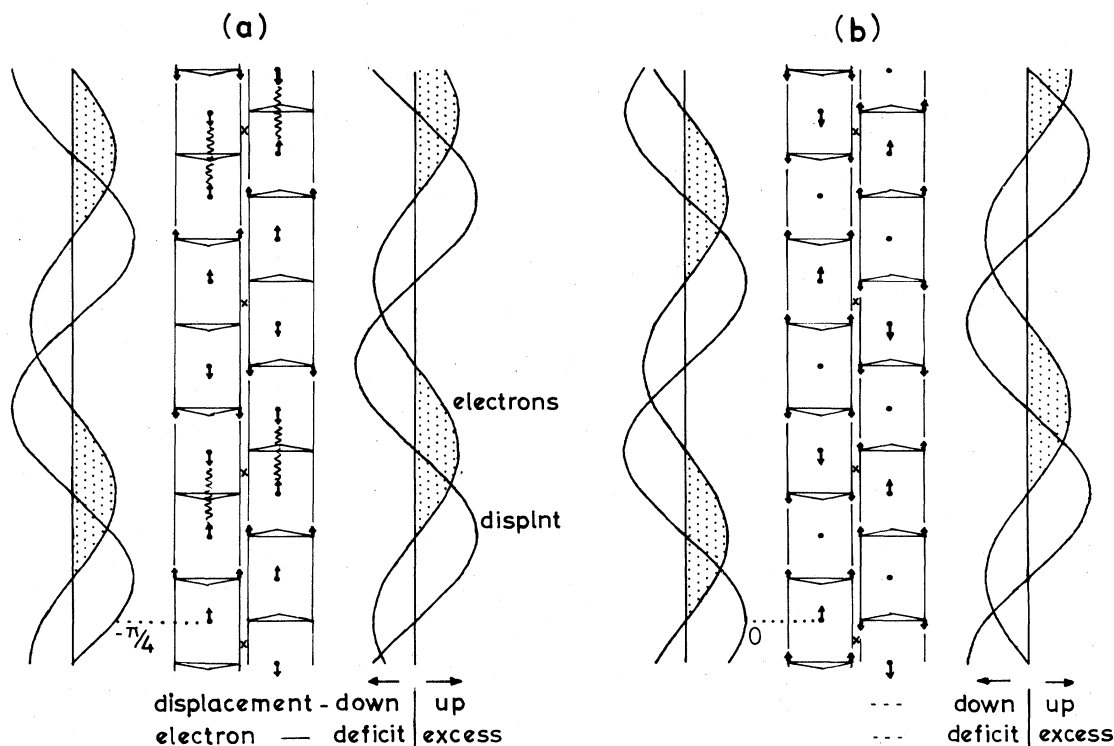 (a) (b)
electrons
displnt
-π/4 0
displacement - down up --- down up
electron — deficit excess --- deficit excess